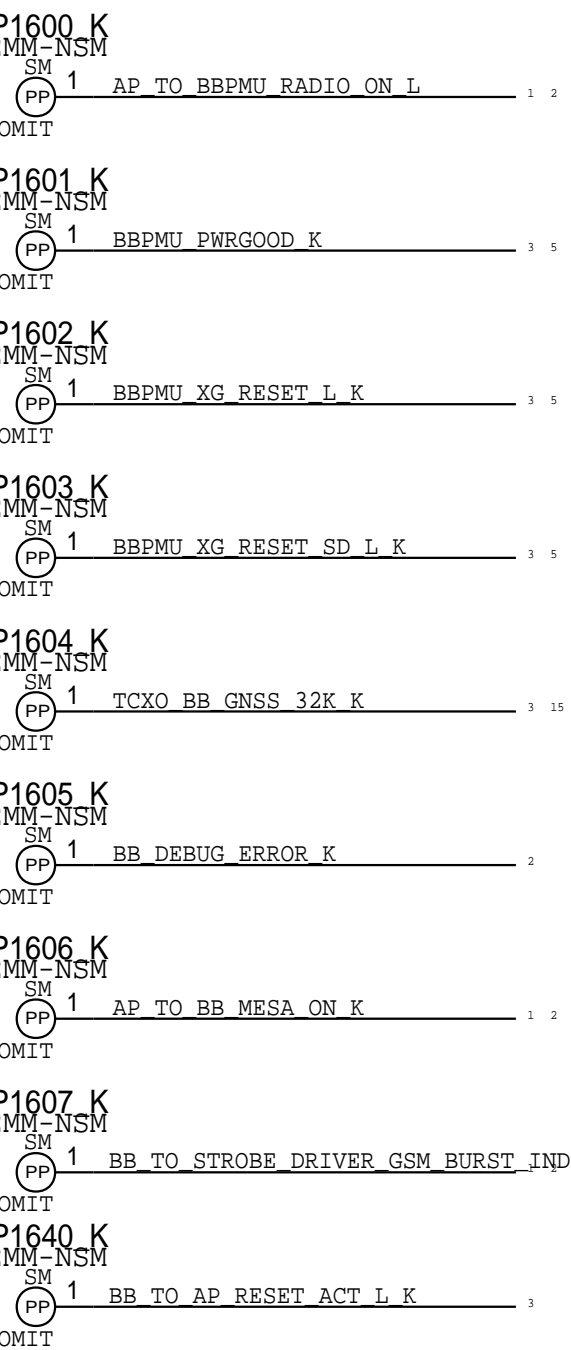 P1600_K
MM-NSM
SM
PP 1 AP_TO_BBPMU_RADIO_ON_L 1 2
OMIT
P1601_K
MM-NSM
SM
PP 1 BBPMU_PWRGOOD_K 3 5
OMIT
P1602_K
MM-NSM
SM
PP 1 BBPMU_XG_RESET_L_K 3 5
OMIT
P1603_K
MM-NSM
SM
PP 1 BBPMU_XG_RESET_SD_L_K 3 5
OMIT
P1604_K
MM-NSM
SM
PP 1 TCXO_BB_GNSS_32K_K 3 15
OMIT
P1605_K
MM-NSM
SM
PP 1 BB_DEBUG_ERROR_K 2
OMIT
P1606_K
MM-NSM
SM
PP 1 AP_TO_BB_MESA_ON_K 1 2
OMIT
P1607_K
MM-NSM
SM
PP 1 BB_TO_STROBE_DRIVER_GSM_BURST_IND 1 2
OMIT
P1640_K
MM-NSM
SM
PP 1 BB_TO_AP_RESET_ACT_L_K 3
OMIT